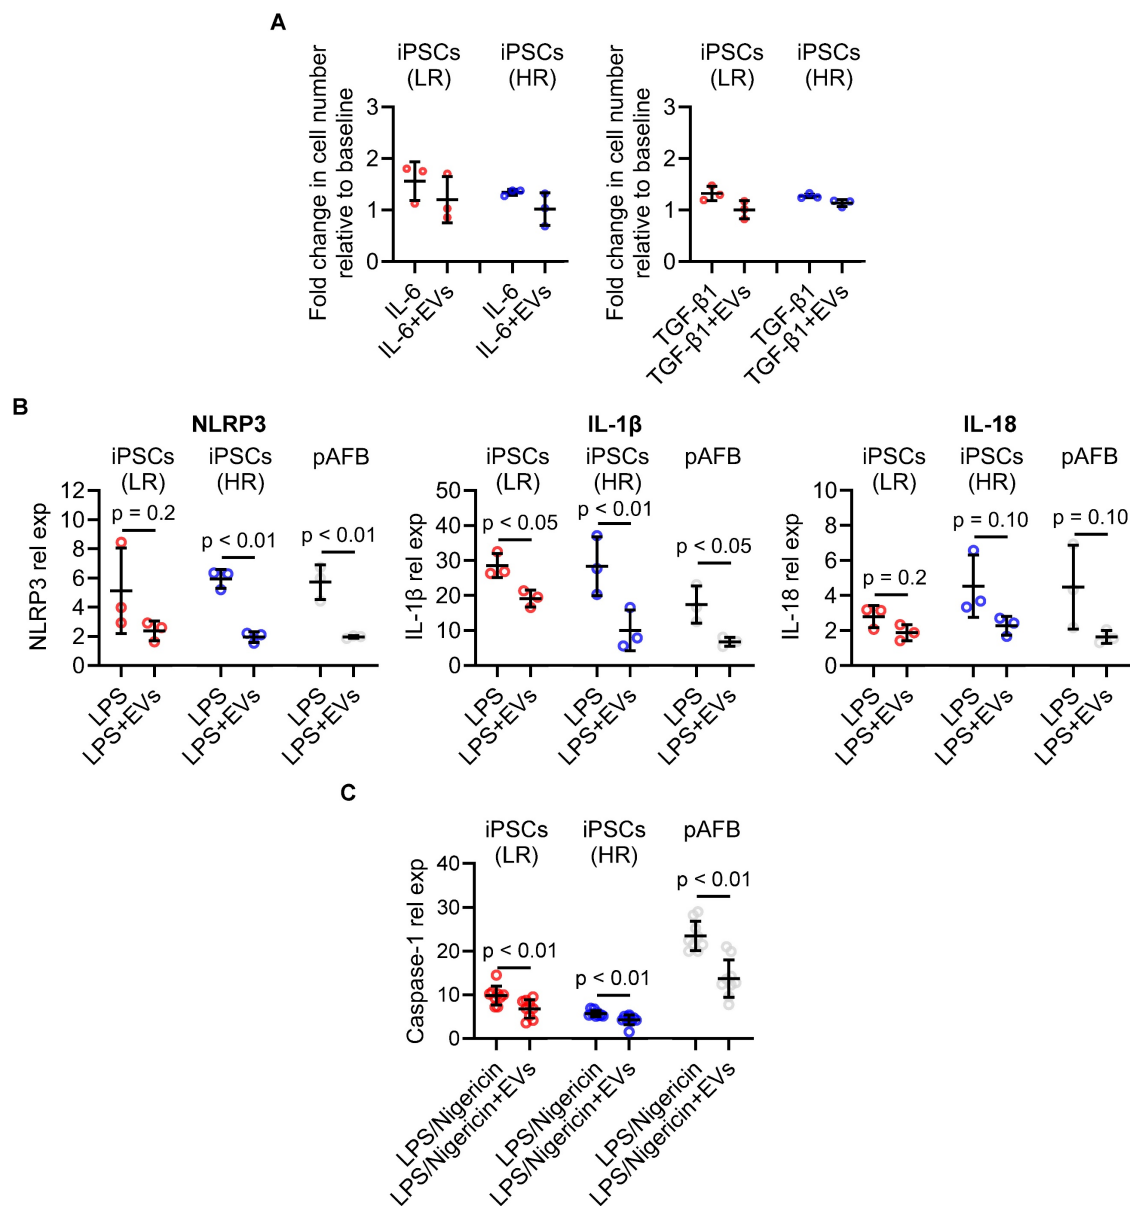 A
iPSCs
(LR)
iPSCs
(HR)
Fold change in cell number
relative to baseline
3
2
1
0
IL-6
IL-6+EVs
IL-6
IL-6+EVs
iPSCs
(LR)
iPSCs
(HR)
Fold change in cell number
relative to baseline
3
2
1
0
TGF-β1
TGF-β1+EVs
TGF-β1
TGF-β1+EVs
B
NLRP3
iPSCs
(LR)
iPSCs
(HR)
pAFB
NLRP3 rel exp
12
10
8
6
4
2
0
p = 0.2
p < 0.01
p < 0.01
LPS
LPS+EVs
LPS
LPS+EVs
LPS
LPS+EVs
IL-1β
iPSCs
(LR)
iPSCs
(HR)
pAFB
IL-1β rel exp
50
40
30
20
10
0
p < 0.05
p < 0.01
p < 0.05
LPS
LPS+EVs
LPS
LPS+EVs
LPS
LPS+EVs
IL-18
iPSCs
(LR)
iPSCs
(HR)
pAFB
IL-18 rel exp
10
8
6
4
2
0
p = 0.2
p = 0.10
p = 0.10
LPS
LPS+EVs
LPS
LPS+EVs
LPS
LPS+EVs
C
iPSCs
(LR)
iPSCs
(HR)
pAFB
Caspase-1 rel exp
40
30
20
10
0
p < 0.01
p < 0.01
p < 0.01
LPS/Nigericin
LPS/Nigericin+EVs
LPS/Nigericin
LPS/Nigericin+EVs
LPS/Nigericin
LPS/Nigericin+EVs